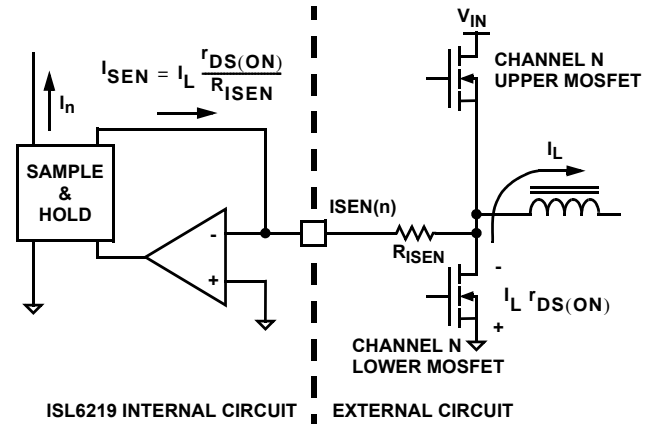 VIN
CHANNEL N
UPPER MOSFET
ISEN = IL rDS(ON)
RISEN
In
IL
SAMPLE
&
HOLD
ISEN(n)
-
+
RISEN
-
IL rDS(ON)
+
CHANNEL N
LOWER MOSFET
ISL6219 INTERNAL CIRCUIT
EXTERNAL CIRCUIT